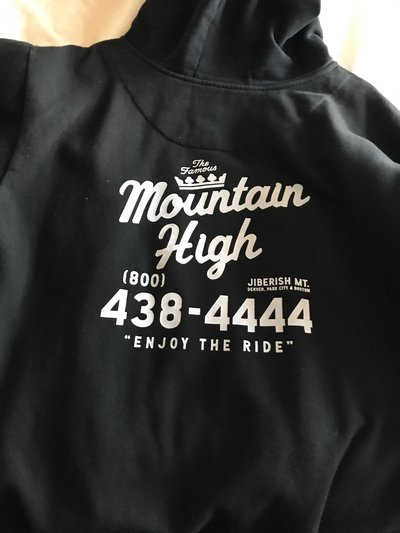 The
Famous
Mountain
High
(800)
JIBERISH MT.
DENVER, PARK CITY & BOSTON
438-4444
"ENJOY THE RIDE"